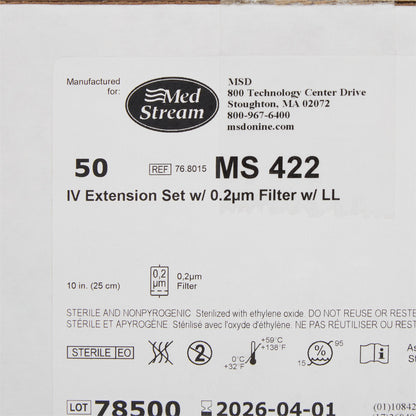 Manufactured
for:
Med
Stream
MSD
800 Technology Center Drive
Stoughton, MA 02072
800-967-6400
msdonine.com
50 REF 76.8015 MS 422
IV Extension Set w/ 0.2µm Filter w/ LL
10 in. (25 cm) 0,2 µm 0,2µm
Filter
STERILE AND NONPYROGENIC Sterilized with ethylene oxide. DO NOT REUSE OR RESTE
STÉRILE ET APYROGÈNE Stérilisé avec l'oxyde d'éthylène. NE PAS RÉUTILISER OU REST
STERILE EO 2 0°C +32°F +59°C +138°F 15 % 95 i As
LOT 78500 2026-04-01 (01)10842